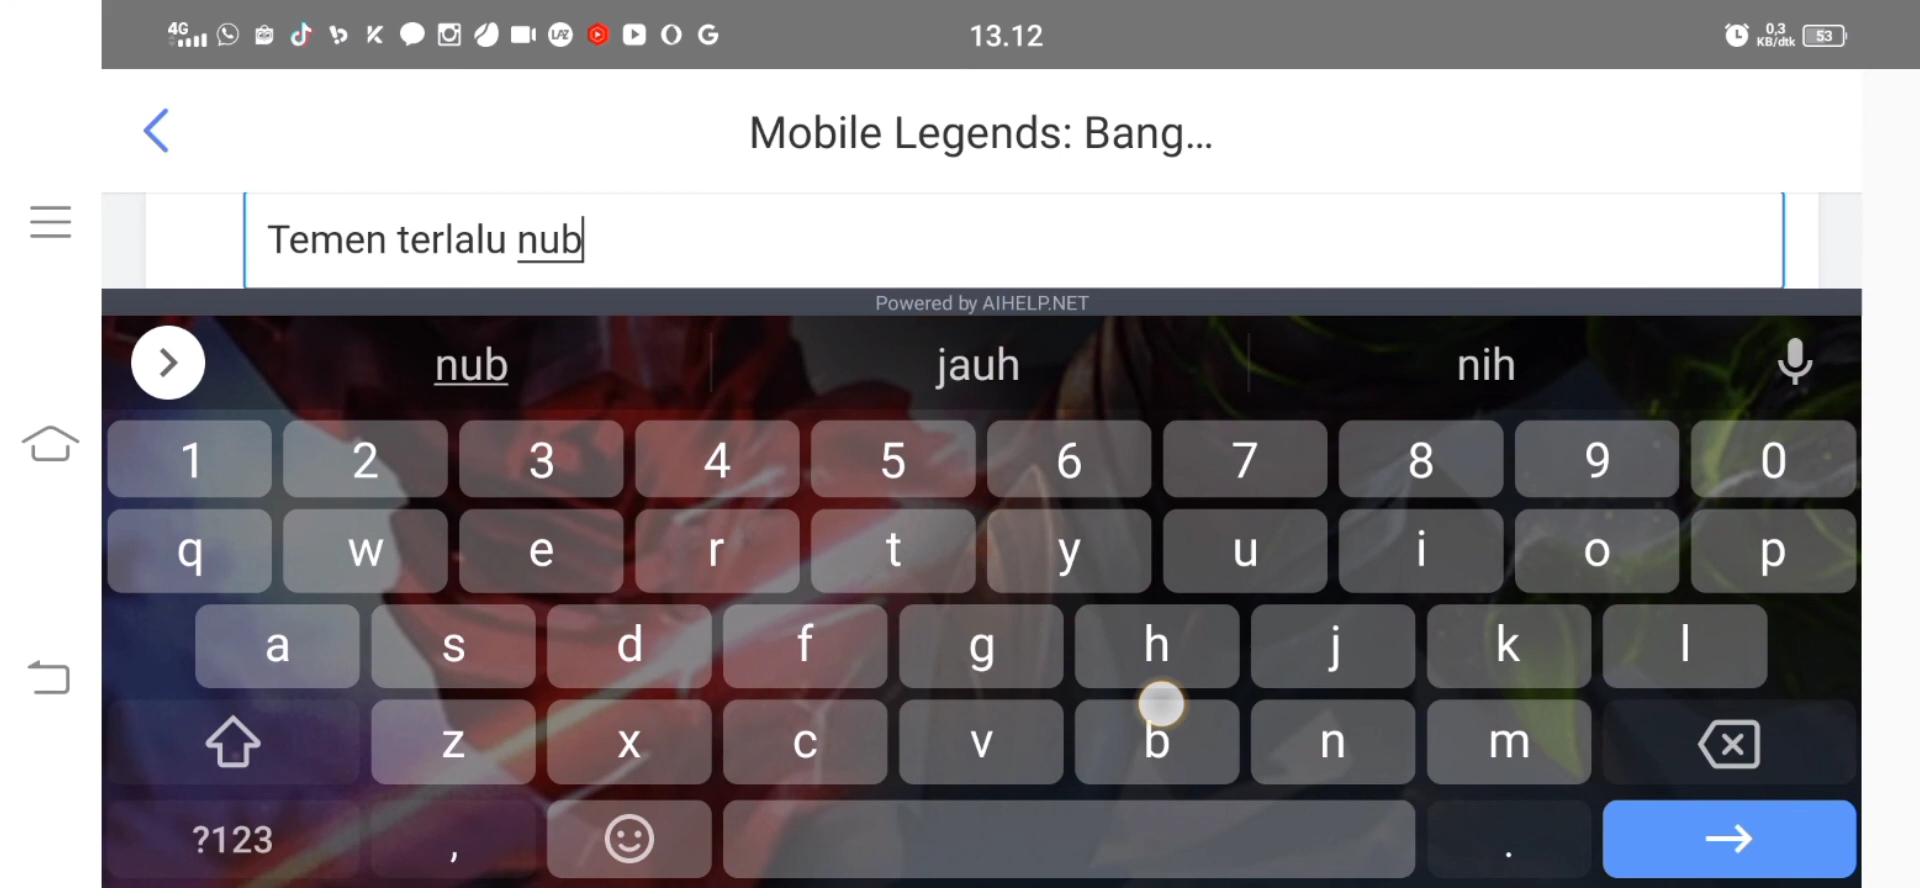 4G 13.12 0,3 KB/dtk 53
Mobile Legends: Bang...
Temen terlalu nub
Powered by AIHELP.NET
nub jauh nih
1 2 3 4 5 6 7 8 9 0
q w e r t y u i o p
a s d f g h j k l
z x c v b n m
?123 , .